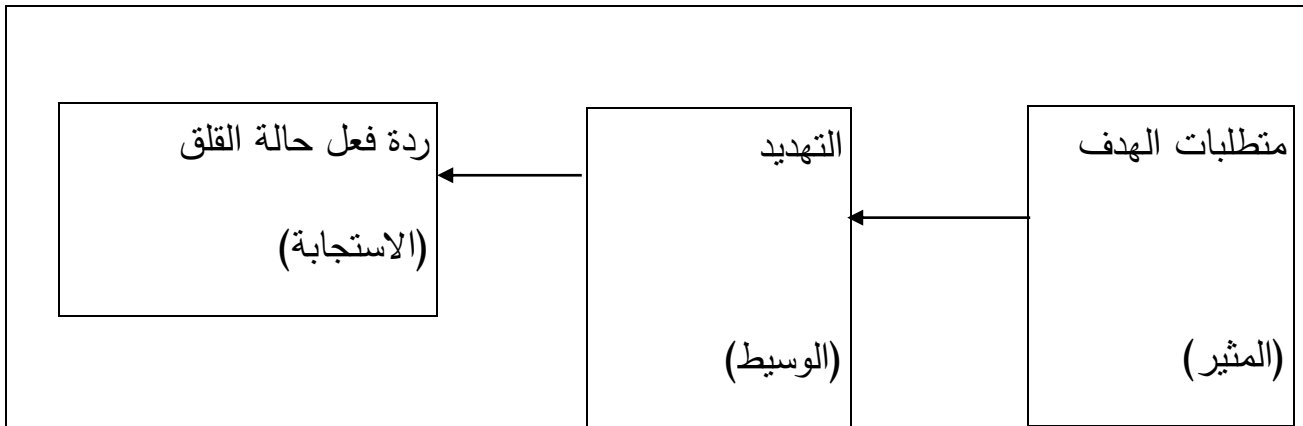 متطلبات الهدف
(المثير)
التهديد
(الوسيط)
ردة فعل حالة القلق
(الاستجابة)